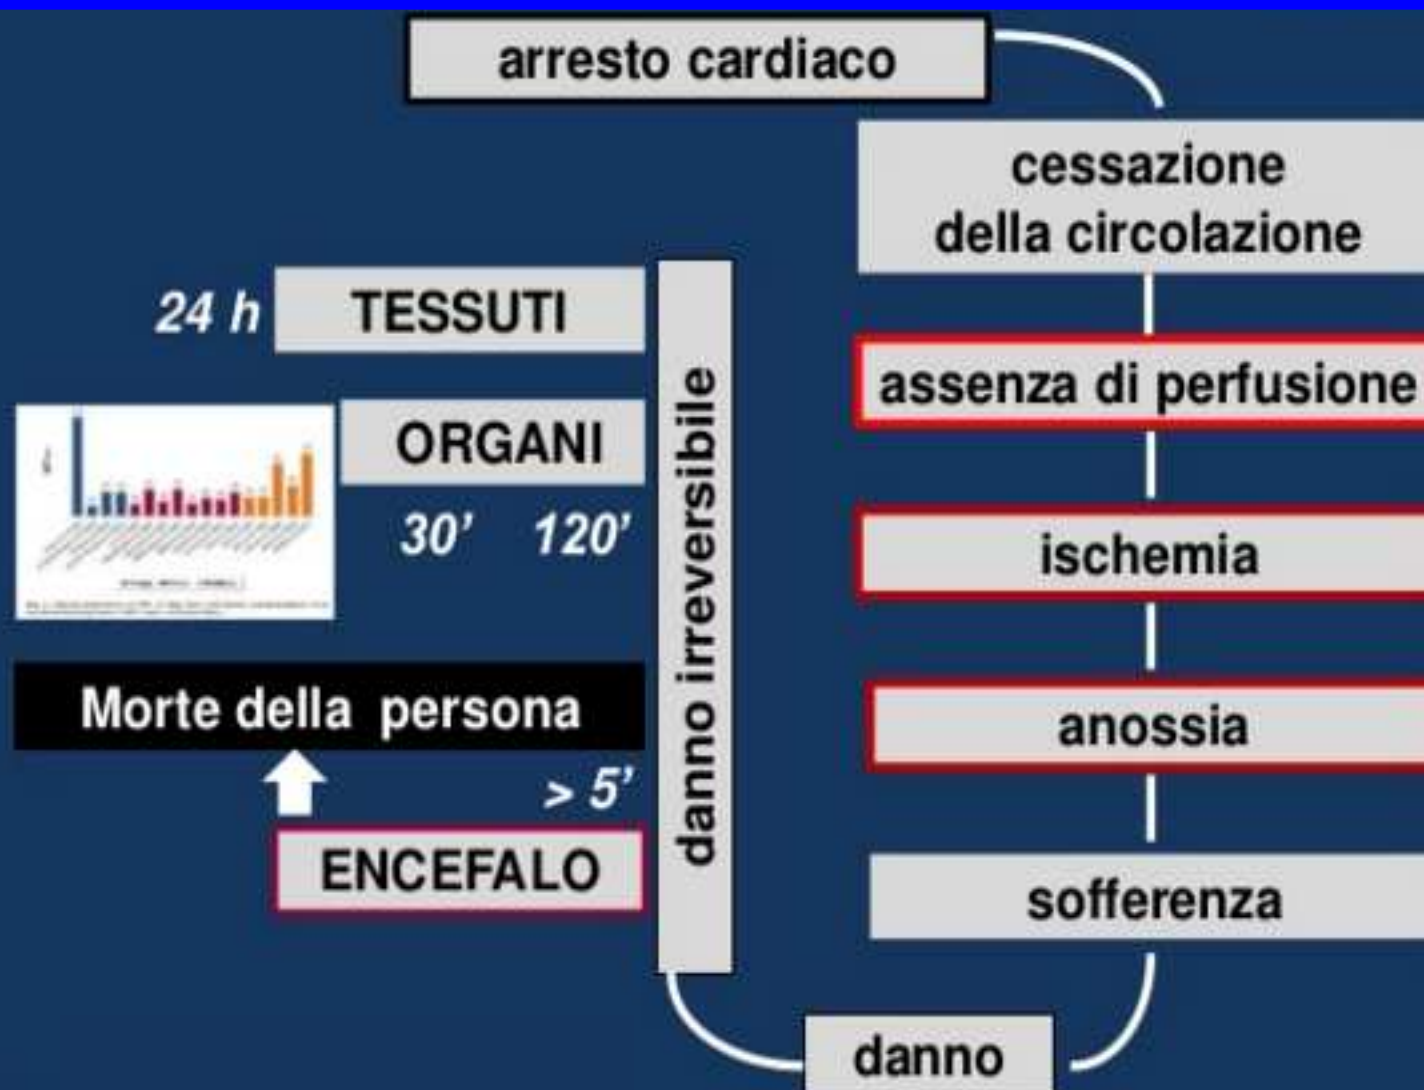 arresto cardiaco
cessazione
della circolazione
assenza di perfusione
ischemia
anossia
sofferenza
danno
danno irreversibile
24 h TESSUTI
ORGANI
30’ 120’
Morte della persona
> 5’
ENCEFALO